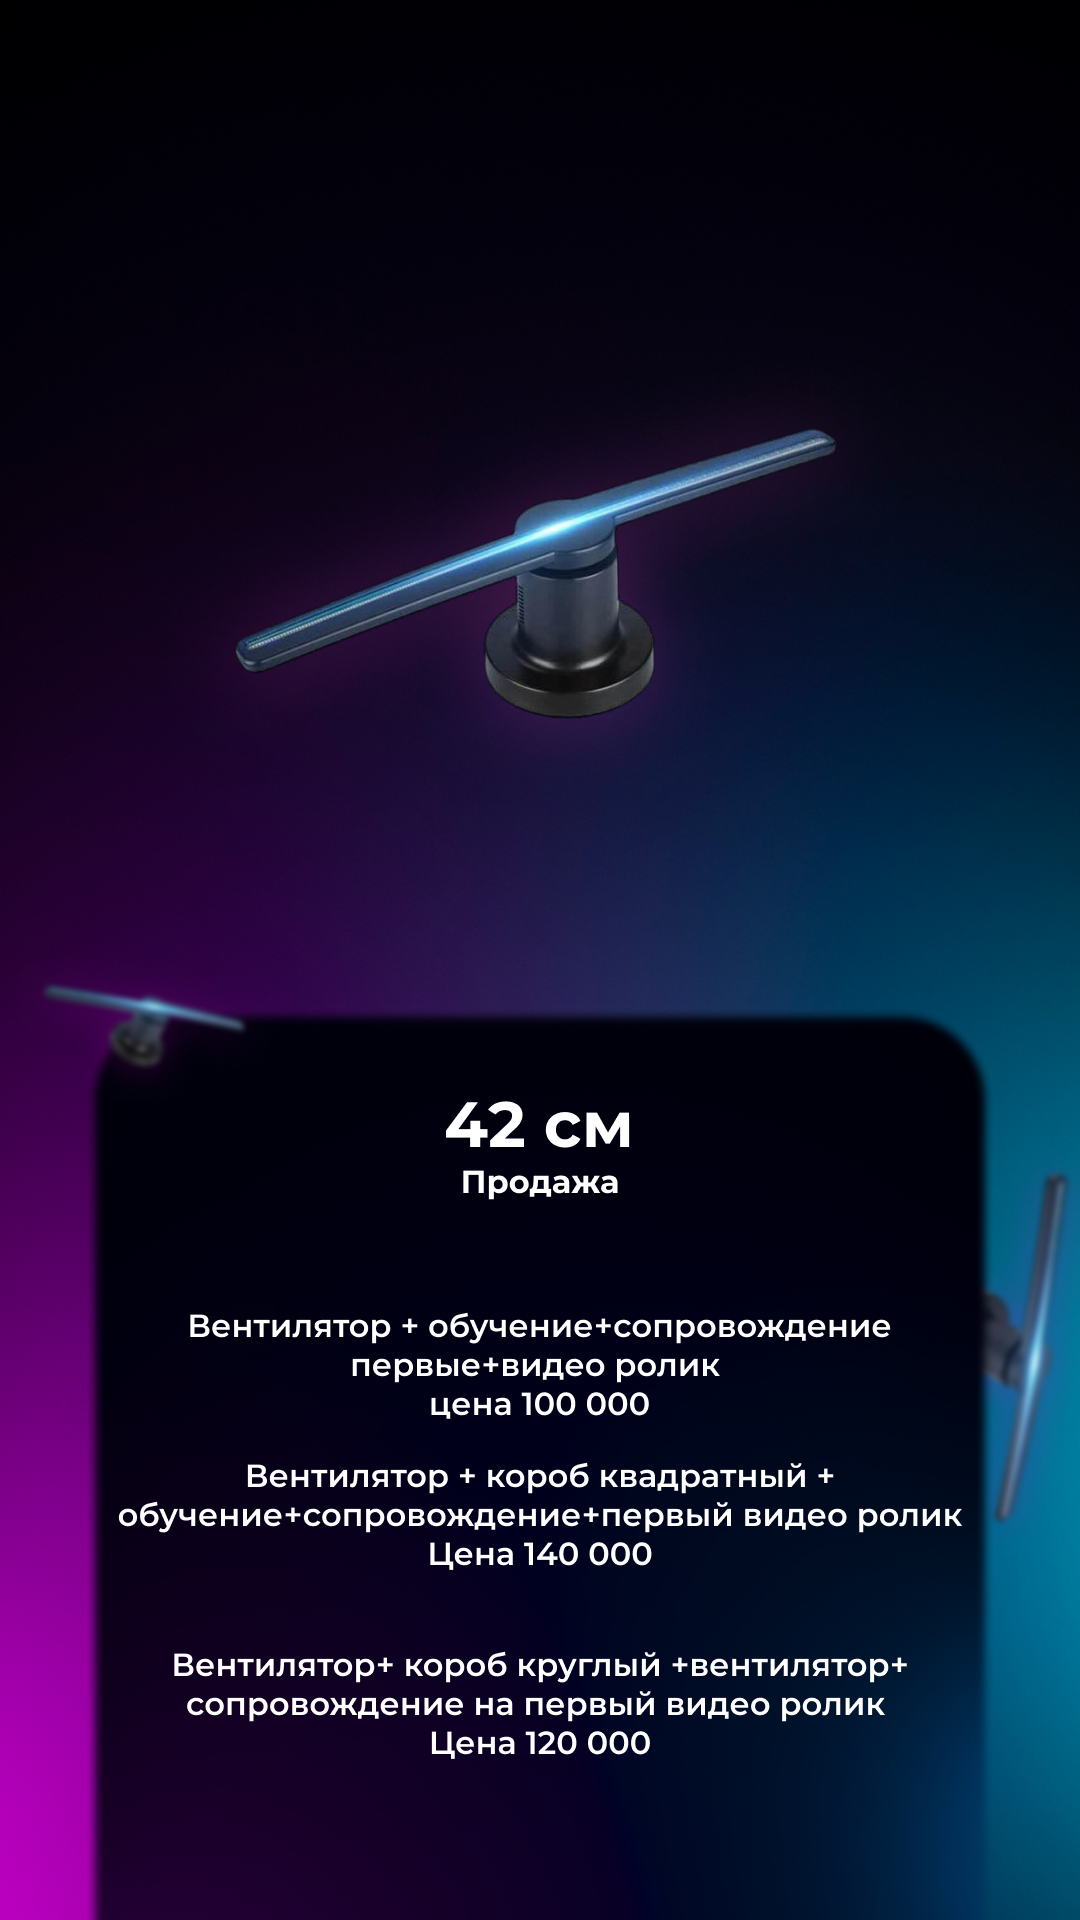 42 см
Продажа
Вентилятор + обучение+сопровождение
первые+видео ролик
цена 100 000
Вентилятор + короб квадратный +
обучение+сопровождение+первый видео ролик
Цена 140 000
Вентилятор+ короб круглый +вентилятор+
сопровождение на первый видео ролик
Цена 120 000